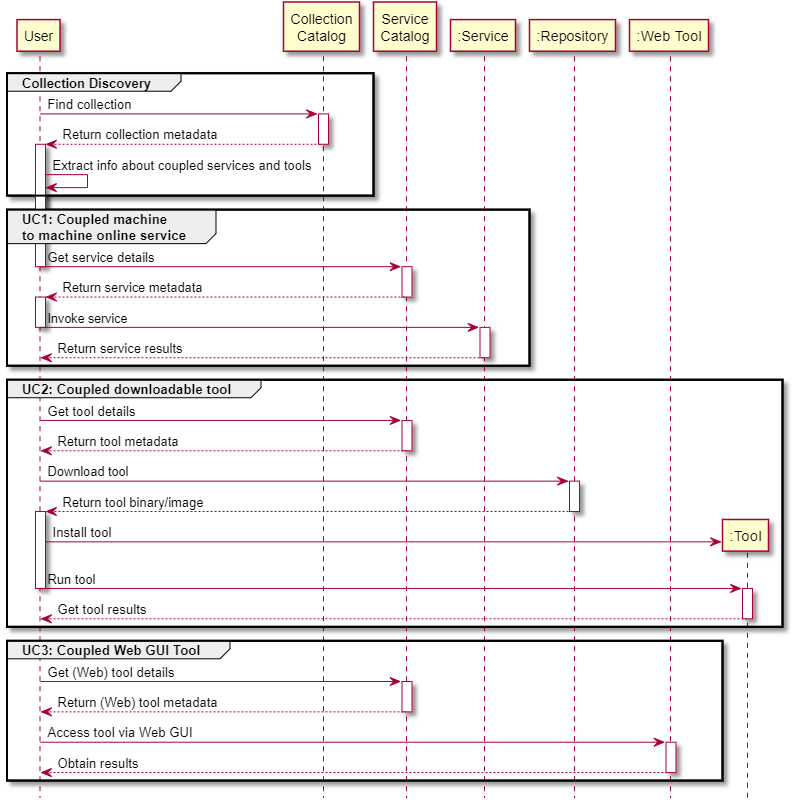 User
Collection
Catalog
Service
Catalog
:Service
:Repository
:Web Tool
Collection Discovery
Find collection
Return collection metadata
Extract info about coupled services and tools
UC1: Coupled machine
to machine online service
Get service details
Return service metadata
Invoke service
Return service results
UC2: Coupled downloadable tool
Get tool details
Return tool metadata
Download tool
Return tool binary/image
Install tool
:Tool
Run tool
Get tool results
UC3: Coupled Web GUI Tool
Get (Web) tool details
Return (Web) tool metadata
Access tool via Web GUI
Obtain results